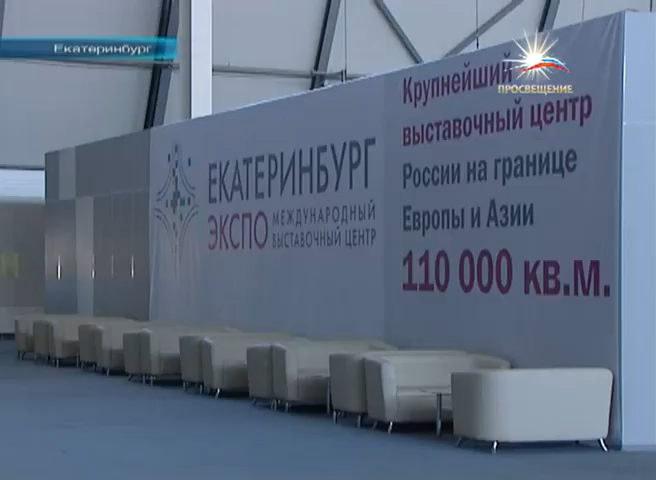 Екатеринбург
ПРОСВЕЩЕНИЕ
ЕКАТЕРИНБУРГ
ЭКСПО МЕЖДУНАРОДНЫЙ
ВЫСТАВОЧНЫЙ ЦЕНТР
Крупнейший
выставочный центр
России на границе
Европы и Азии
110 000 кв.м.